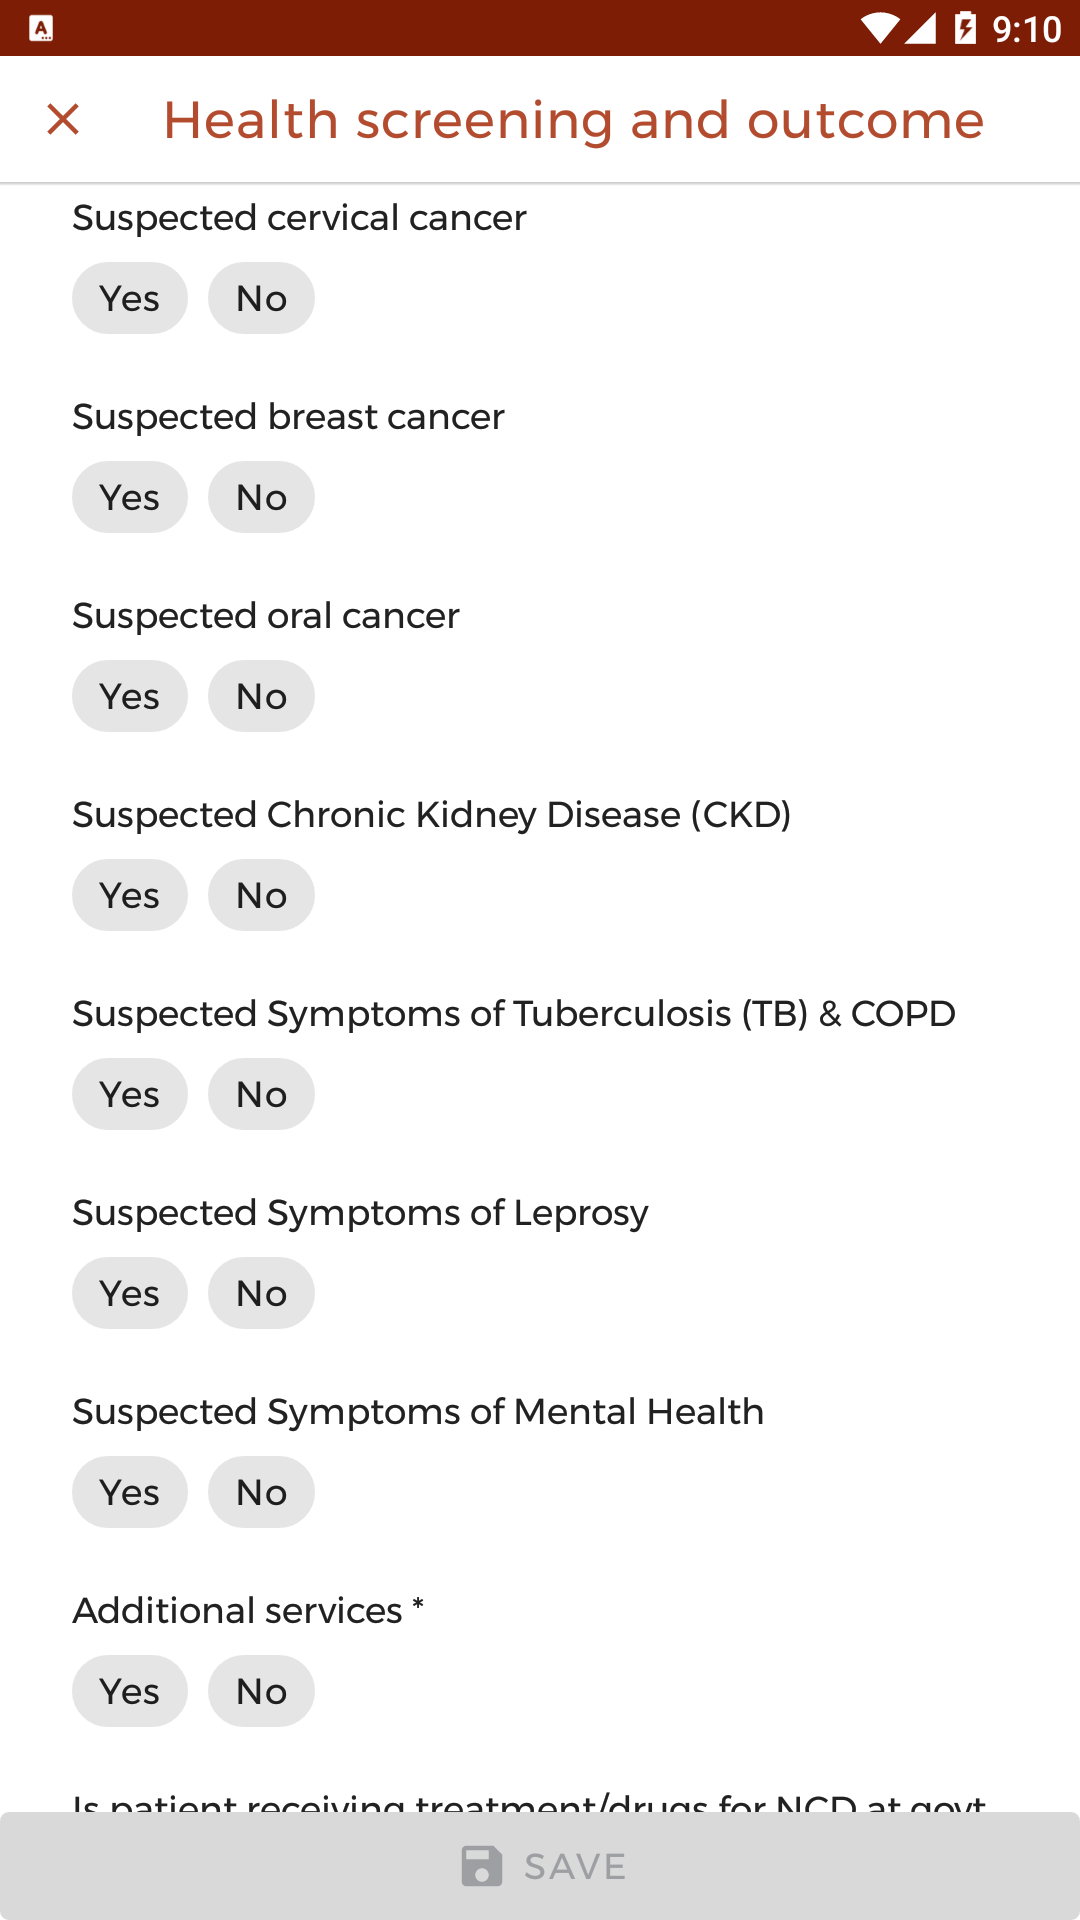 9:10
Health screening and outcome
Suspected cervical cancer
Yes No
Suspected breast cancer
Yes No
Suspected oral cancer
Yes No
Suspected Chronic Kidney Disease (CKD)
Yes No
Suspected Symptoms of Tuberculosis (TB) & COPD
Yes No
Suspected Symptoms of Leprosy
Yes No
Suspected Symptoms of Mental Health
Yes No
Additional services *
Yes No
Is patient receiving treatment/drugs for NCD at govt
SAVE